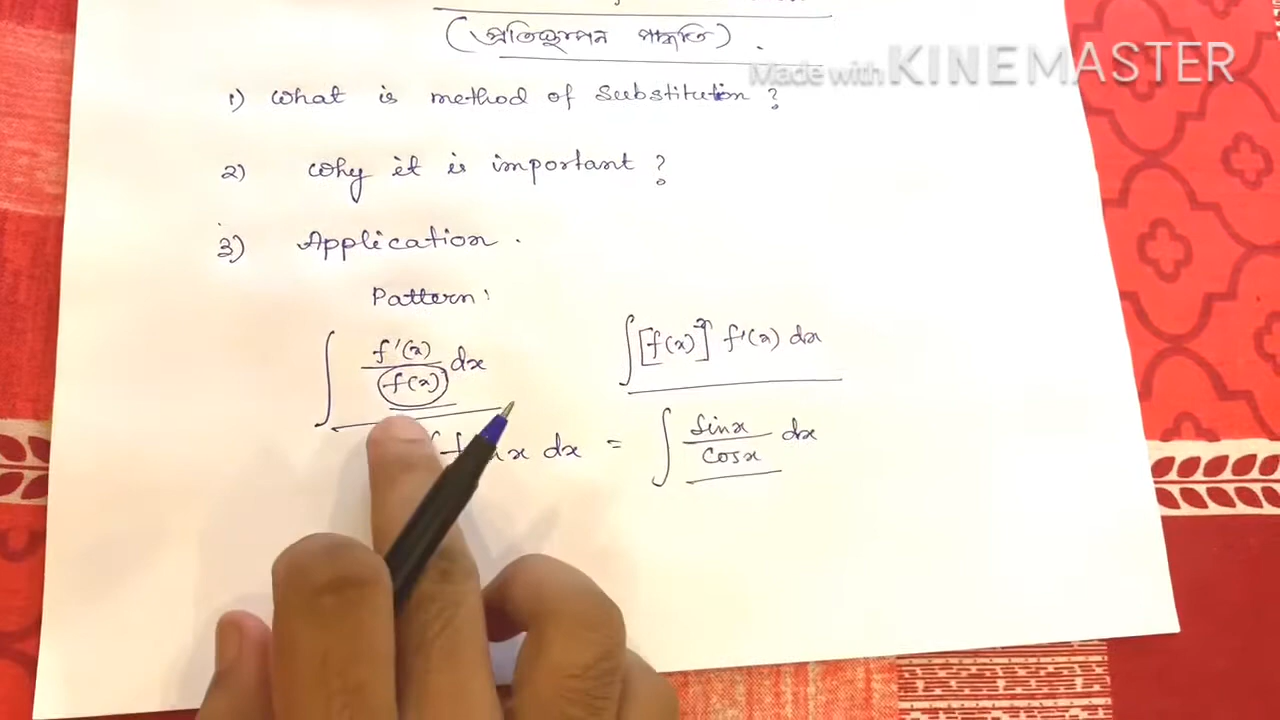 (প্রতিস্থাপন পদ্ধতি).
Made with KINEMASTER
1) What is method of Substitution?
2) Why it is important?
3) Application.
Pattern:
∫ f'(x)/f(x) dx
∫[f(x)]ⁿ f'(x) dx
x dx = ∫ sinx/cosx dx